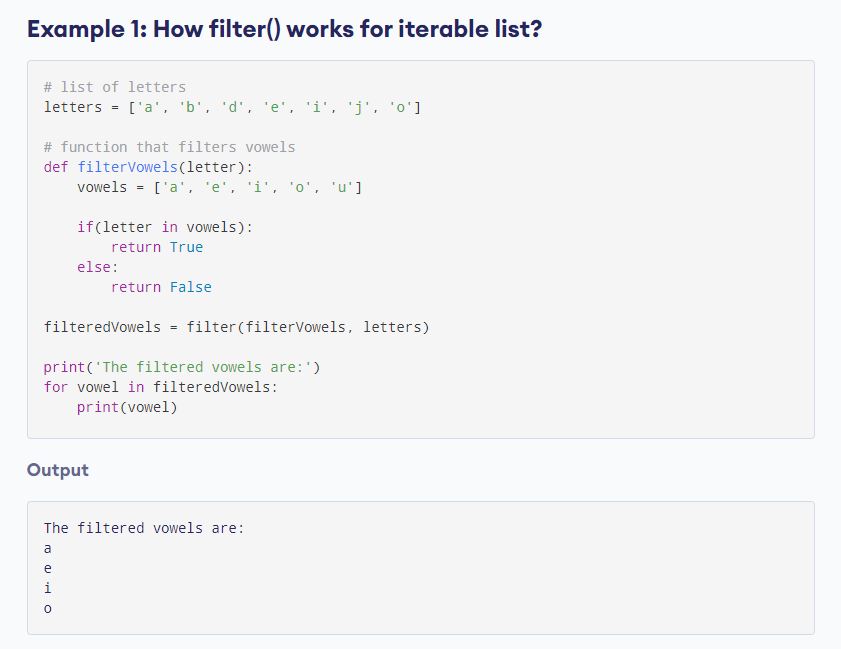 Example 1: How filter() works for iterable list?
# list of letters
letters = ['a', 'b', 'd', 'e', 'i', 'j', 'o']
# function that filters vowels
def filterVowels(letter):
    vowels = ['a', 'e', 'i', 'o', 'u']
    if(letter in vowels):
        return True
    else:
        return False
filteredVowels = filter(filterVowels, letters)
print('The filtered vowels are:')
for vowel in filteredVowels:
    print(vowel)
Output
The filtered vowels are:
a
e
i
o